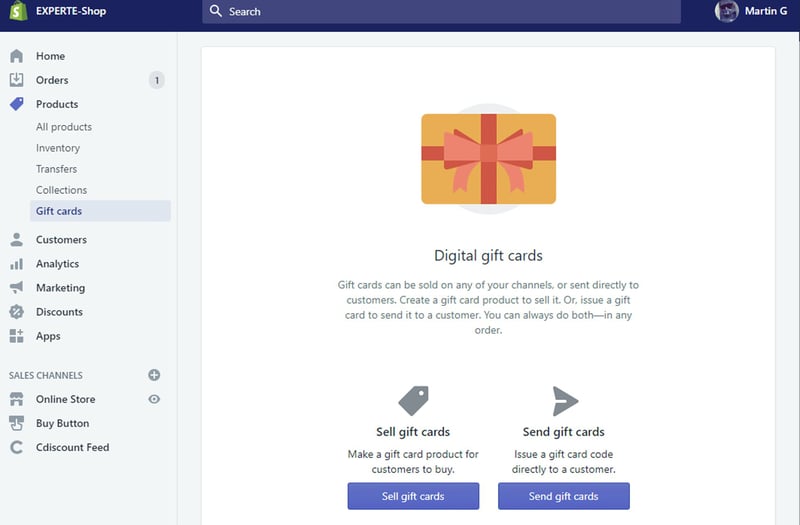 EXPERTE-Shop
Search
Martin G
Home
Orders
1
Products
All products
Inventory
Transfers
Collections
Gift cards
Customers
Analytics
Marketing
Discounts
Apps
SALES CHANNELS
Online Store
Buy Button
Cdiscount Feed
Digital gift cards
Gift cards can be sold on any of your channels, or sent directly to
customers. Create a gift card product to sell it. Or, issue a gift
card to send it to a customer. You can always do both—in any
order.
Sell gift cards
Make a gift card product for
customers to buy.
Sell gift cards
Send gift cards
Issue a gift card code
directly to a customer.
Send gift cards